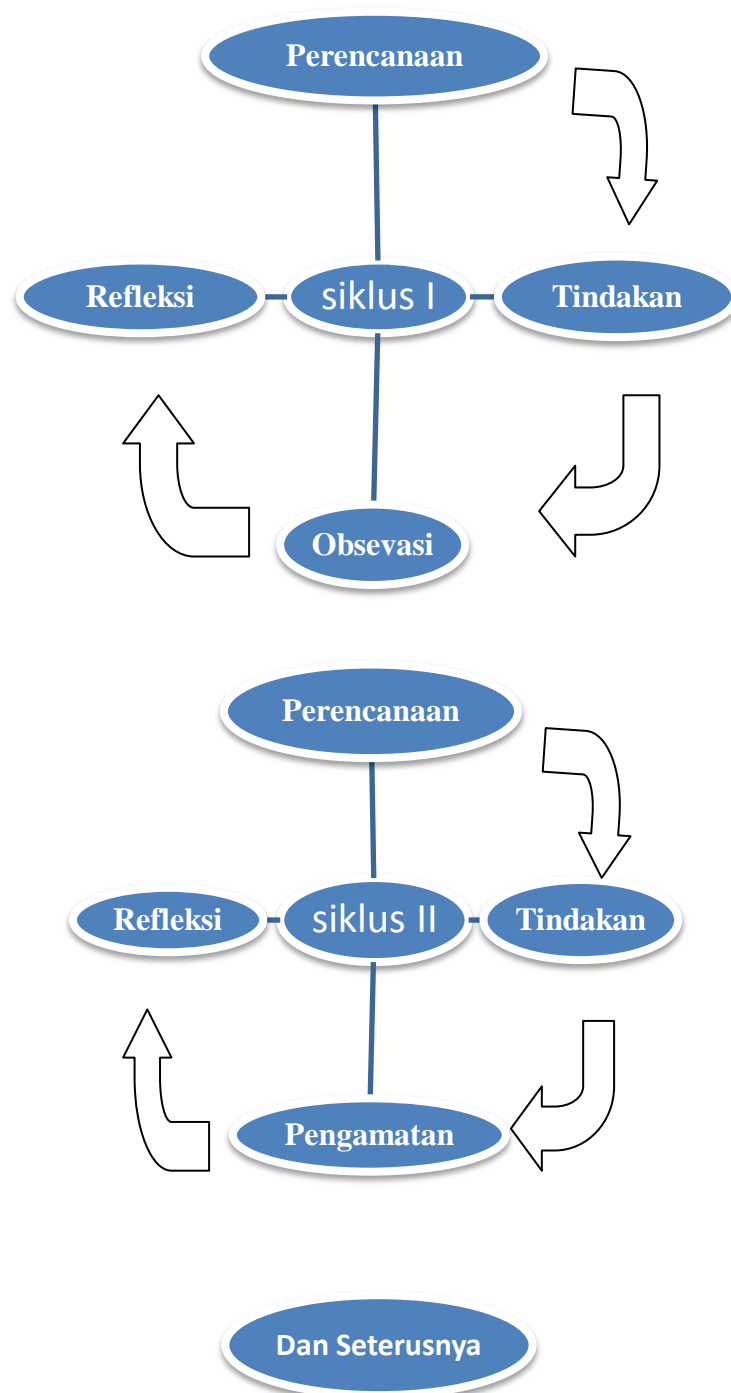 Perencanaan
Refleksi
siklus I
Tindakan
Obsevasi
Perencanaan
Refleksi
siklus II
Tindakan
Pengamatan
Dan Seterusnya